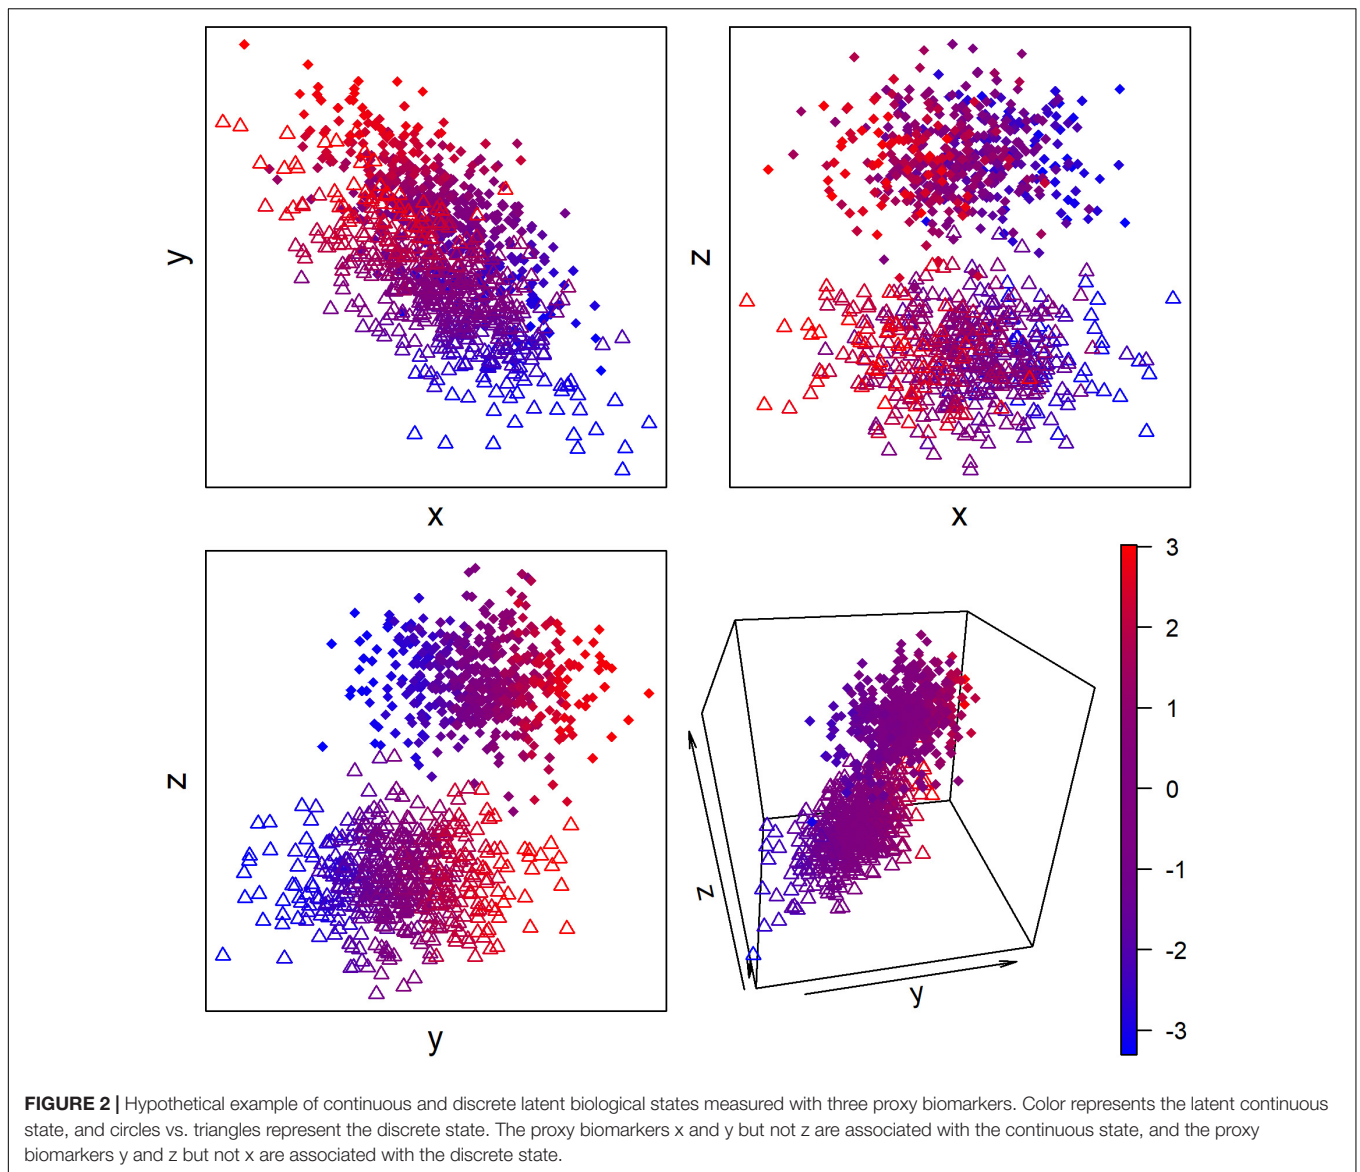 y
x
z
x
z
y
z
y
3
2
1
0
-1
-2
-3
FIGURE 2 | Hypothetical example of continuous and discrete latent biological states measured with three proxy biomarkers. Color represents the latent continuous
state, and circles vs. triangles represent the discrete state. The proxy biomarkers x and y but not z are associated with the continuous state, and the proxy
biomarkers y and z but not x are associated with the discrete state.